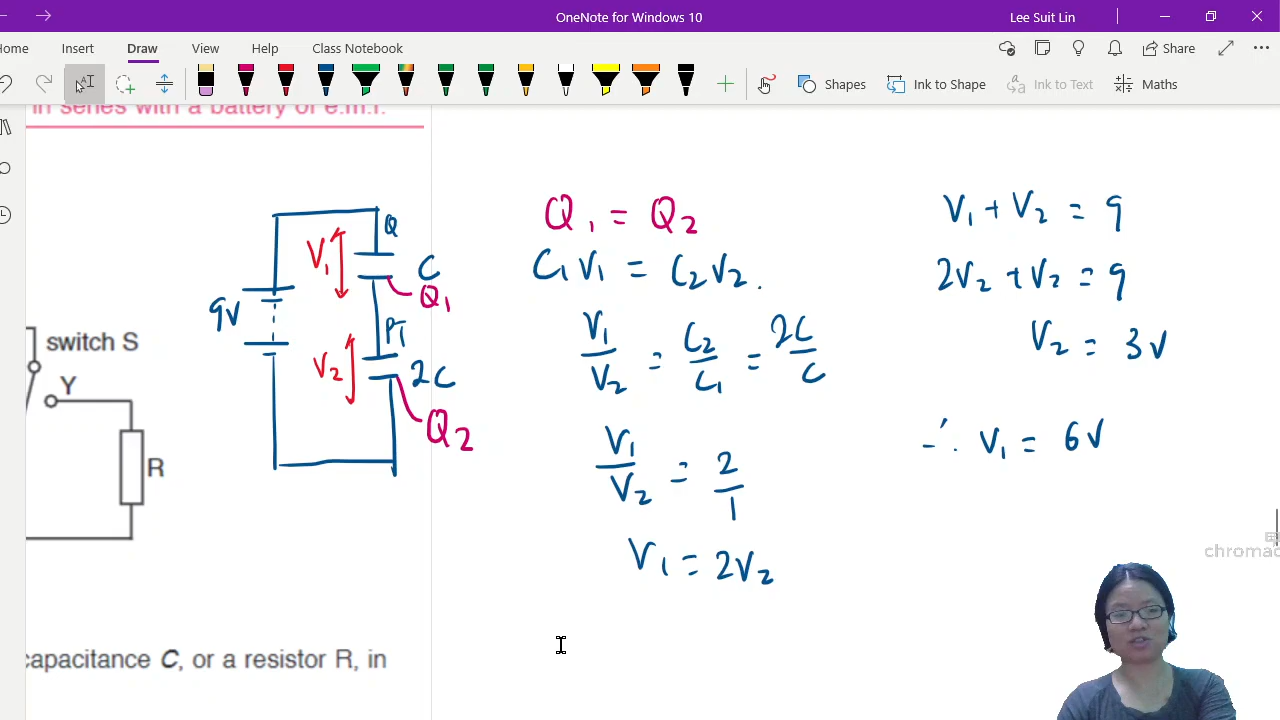 OneNote for Windows 10
Lee Suit Lin
Home Insert Draw View Help Class Notebook Share
Shapes Ink to Shape Ink to Text Maths
in series with a battery of e.m.f.
switch S
Y
R
9V
V1
Q
C
Q1
V2
2C
Q2
Q1 = Q2
C1V1 = C2V2.
V1/V2 = C2/C1 = 2C/C
V1/V2 = 2/1
V1 = 2V2
V1 + V2 = 9
2V2 + V2 = 9
V2 = 3V
∴ V1 = 6V
capacitance C, or a resistor R, in